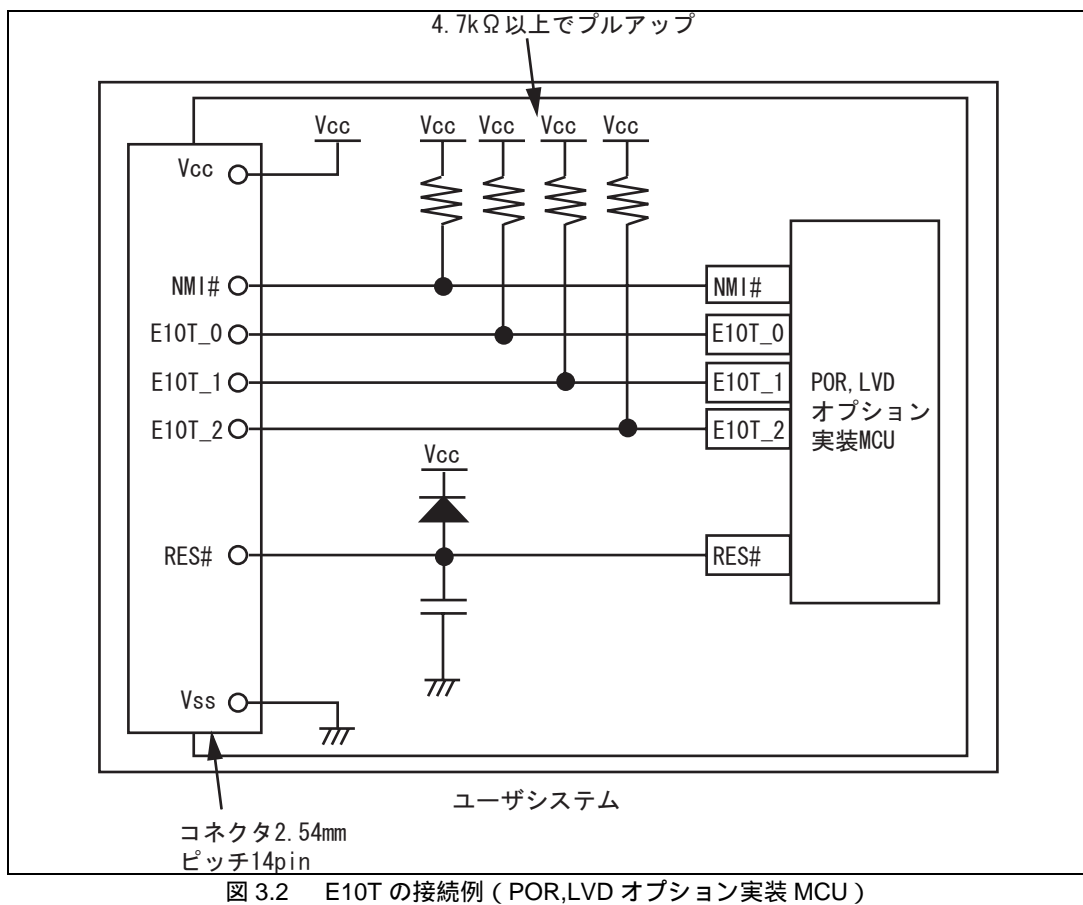 4.7kΩ以上でプルアップ
Vcc Vcc Vcc Vcc Vcc
Vcc
NMI# NMI#
E10T_0 E10T_0
E10T_1 E10T_1
E10T_2 E10T_2
POR,LVD
オプション
実装MCU
Vcc
RES# RES#
Vss
ユーザシステム
コネクタ2.54mm
ピッチ14pin
図 3.2 E10T の接続例(POR,LVD オプション実装 MCU)